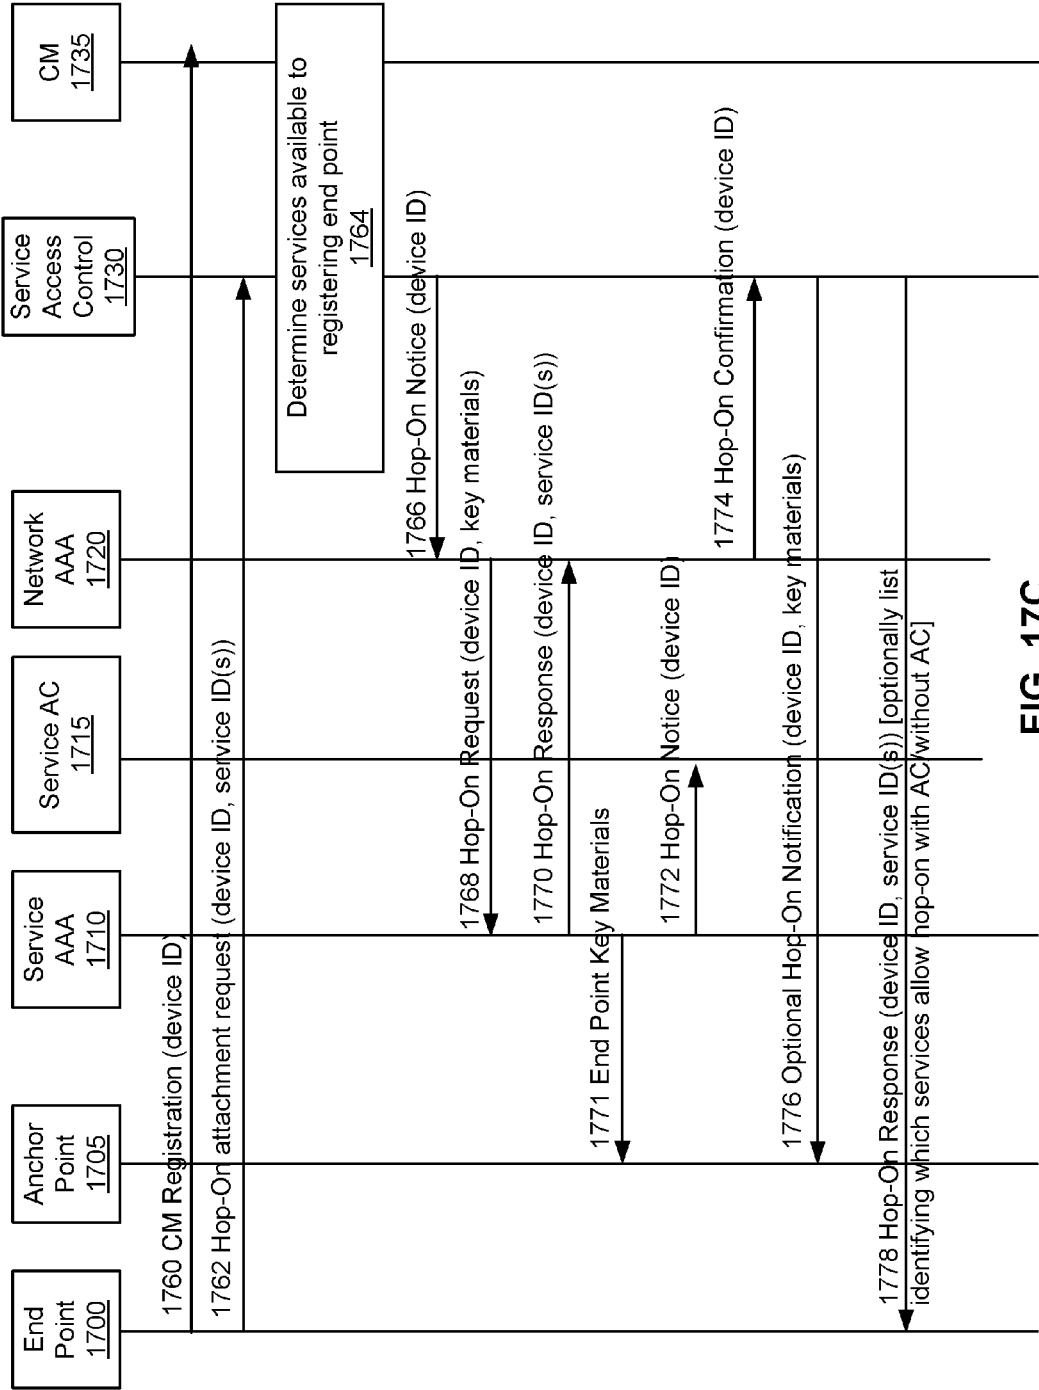 End
Point
1700
Anchor
Point
1705
Service
AAA
1710
Service AC
1715
Network
AAA
1720
Service
Access
Control
1730
CM
1735
1760 CM Registration (device ID)
1762 Hop-On attachment request (device ID, service ID(s))
Determine services available to
registering end point
1764
1766 Hop-On Notice (device ID)
1768 Hop-On Request (device ID, key materials)
1770 Hop-On Response (device ID, service ID(s))
1771 End Point Key Materials
1772 Hop-On Notice (device ID)
1774 Hop-On Confirmation (device ID)
1776 Optional Hop-On Notification (device ID, key materials)
1778 Hop-On Response (device ID, service ID(s)) [optionally list
identifying which services allow hop-on with AC/without AC]
FIG. 17C